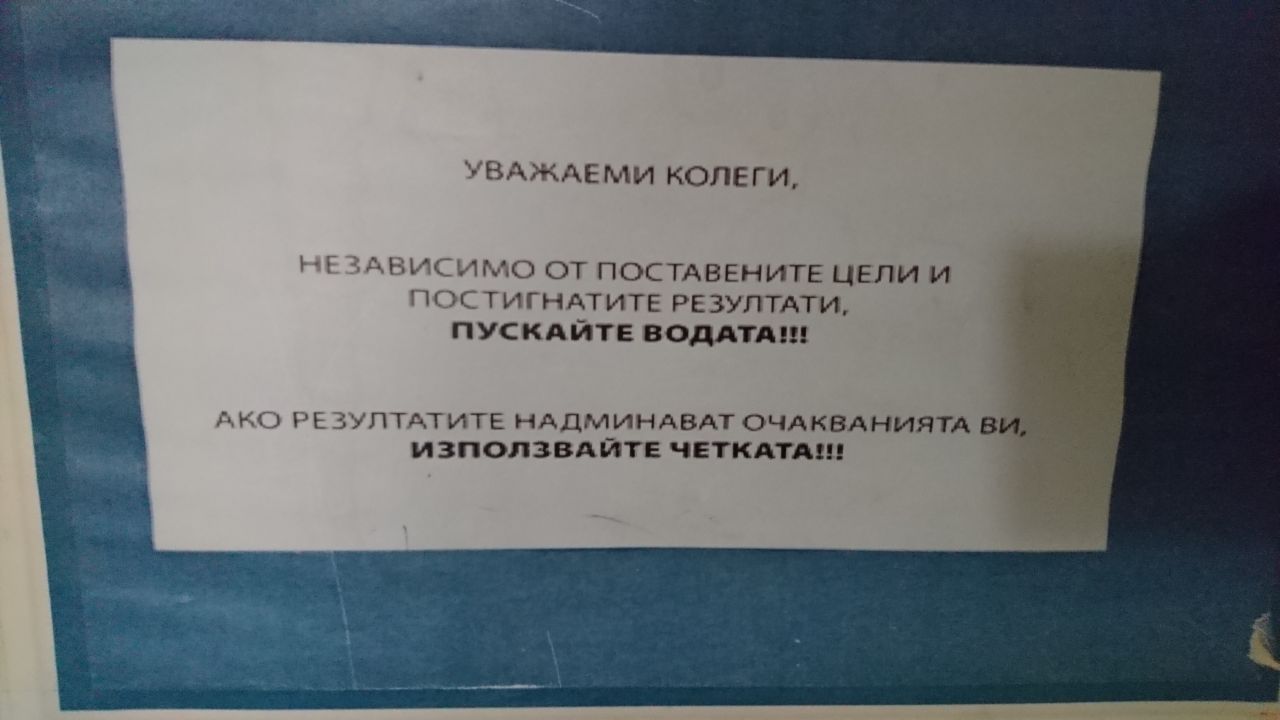 УВАЖАЕМИ КОЛЕГИ,
НЕЗАВИСИМО ОТ ПОСТАВЕНИТЕ ЦЕЛИ И
ПОСТИГНАТИТЕ РЕЗУЛТАТИ,
ПУСКАЙТЕ ВОДАТА!!!
АКО РЕЗУЛТАТИТЕ НАДМИНАВАТ ОЧАКВАНИЯТА ВИ,
ИЗПОЛЗВАЙТЕ ЧЕТКАТА!!!